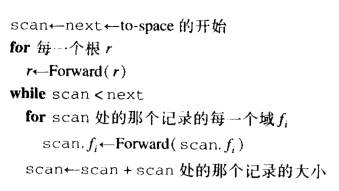 scan←next←to-space 的开始
for 每一个根 r
r←Forward( r )
while scan < next
for scan 处的那个记录的每一个域 fᵢ
scan.fᵢ←Forward( scan.fᵢ )
scan←scan + scan 处的那个记录的大小